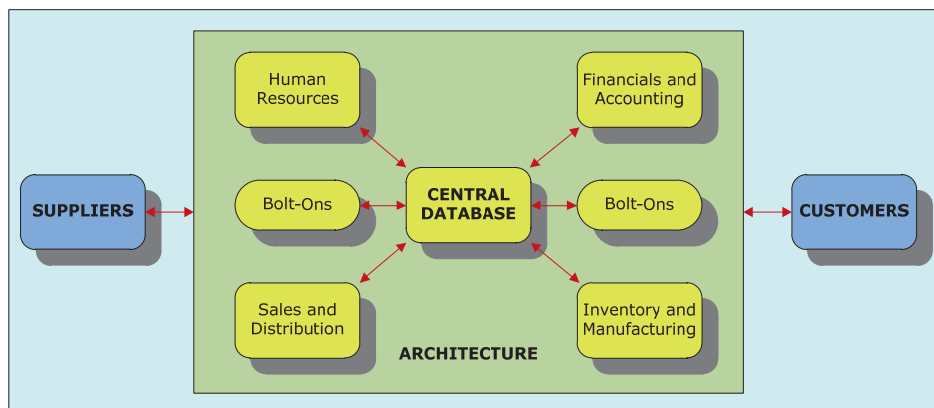 Human
Resources
Financials and
Accounting
SUPPLIERS
Bolt-Ons
CENTRAL
DATABASE
Bolt-Ons
CUSTOMERS
Sales and
Distribution
Inventory and
Manufacturing
ARCHITECTURE